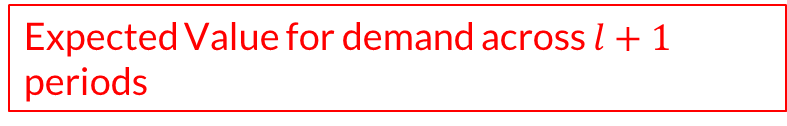 Expected Value for demand across l + 1
periods